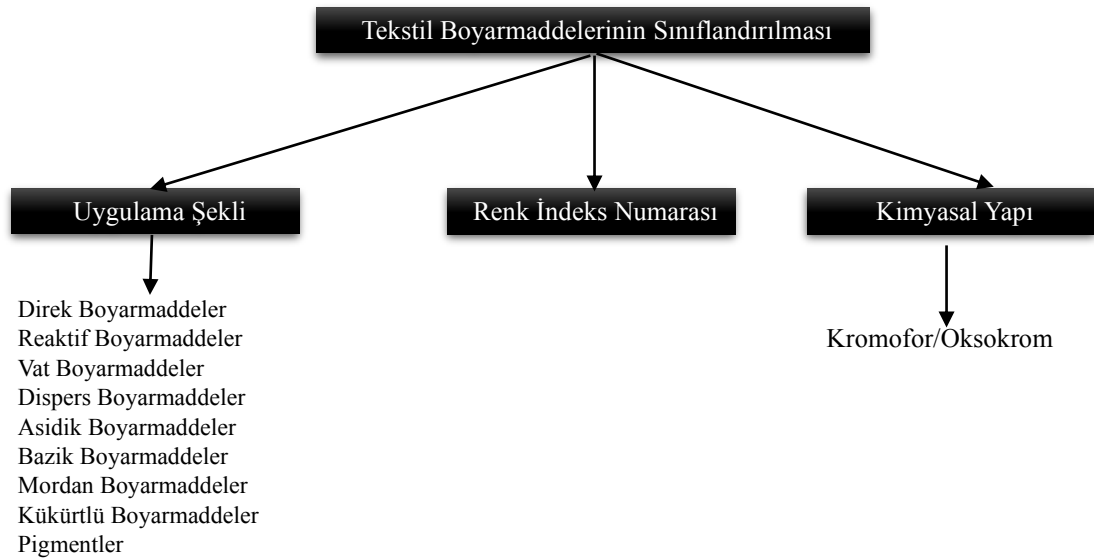 Tekstil Boyarmaddelerinin Sınıflandırılması
Uygulama Şekli
Renk İndeks Numarası
Kimyasal Yapı
Direk Boyarmaddeler
Reaktif Boyarmaddeler
Vat Boyarmaddeler
Dispers Boyarmaddeler
Asidik Boyarmaddeler
Bazik Boyarmaddeler
Mordan Boyarmaddeler
Kükürtlü Boyarmaddeler
Pigmentler
Kromofor/Oksokrom